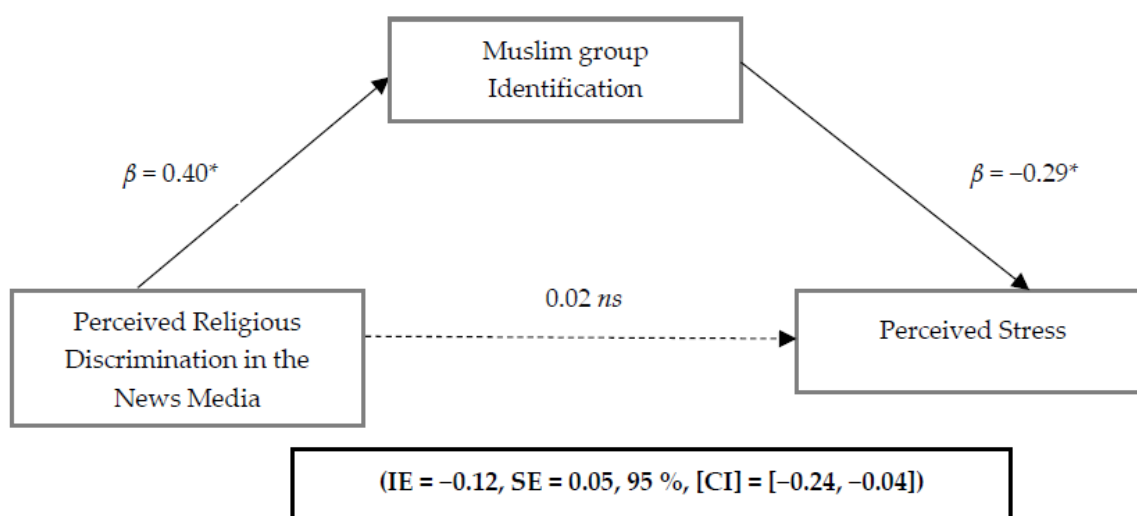 Muslim group
Identification
β = 0.40*
β = −0.29*
0.02 ns
Perceived Religious
Discrimination in the
News Media
Perceived Stress
(IE = −0.12, SE = 0.05, 95 %, [CI] = [−0.24, −0.04])